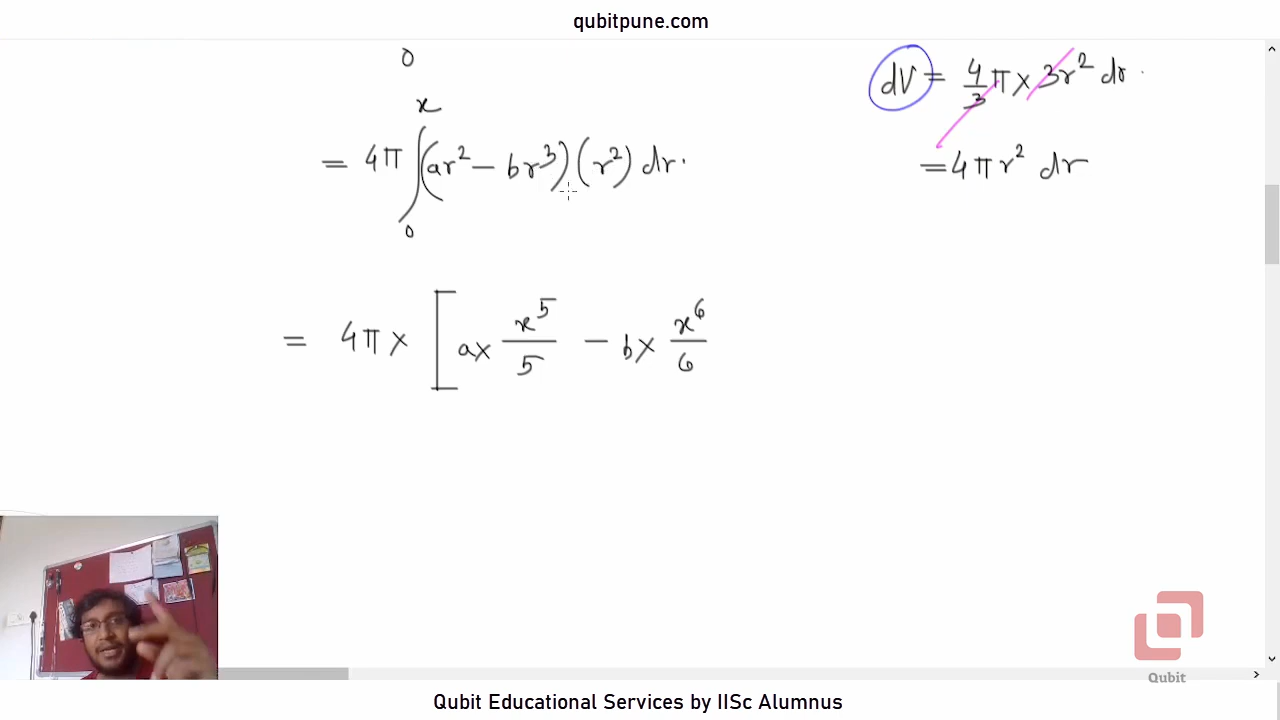 qubitpune.com
0
dV = 4/3 π × 3r² dr.
x
= 4π ∫ (ar² − br³)(r²) dr.
= 4πr² dr
0
= 4π × [ a× x⁵/5 − b× x⁶/6
Qubit
Qubit Educational Services by IISc Alumnus